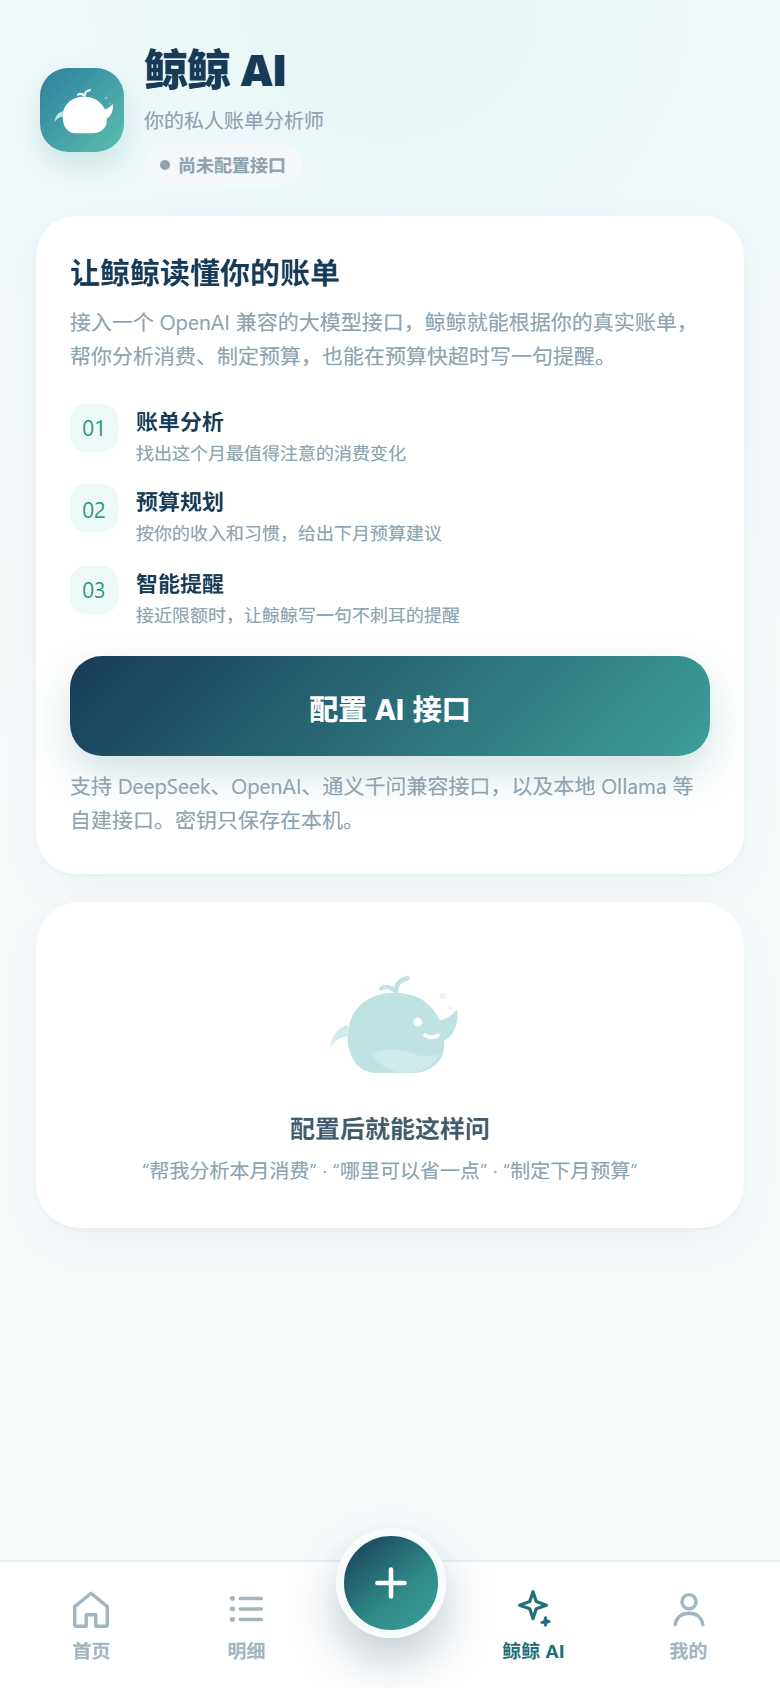 鲸鲸 AI
你的私人账单分析师
尚未配置接口
让鲸鲸读懂你的账单
接入一个 OpenAI 兼容的大模型接口，鲸鲸就能根据你的真实账单，
帮你分析消费、制定预算，也能在预算快超时写一句提醒。
01
账单分析
找出这个月最值得注意的消费变化
02
预算规划
按你的收入和习惯，给出下月预算建议
03
智能提醒
接近限额时，让鲸鲸写一句不刺耳的提醒
配置 AI 接口
支持 DeepSeek、OpenAI、通义千问兼容接口，以及本地 Ollama 等
自建接口。密钥只保存在本机。
配置后就能这样问
“帮我分析本月消费” · “哪里可以省一点” · “制定下月预算”
首页
明细
鲸鲸 AI
我的